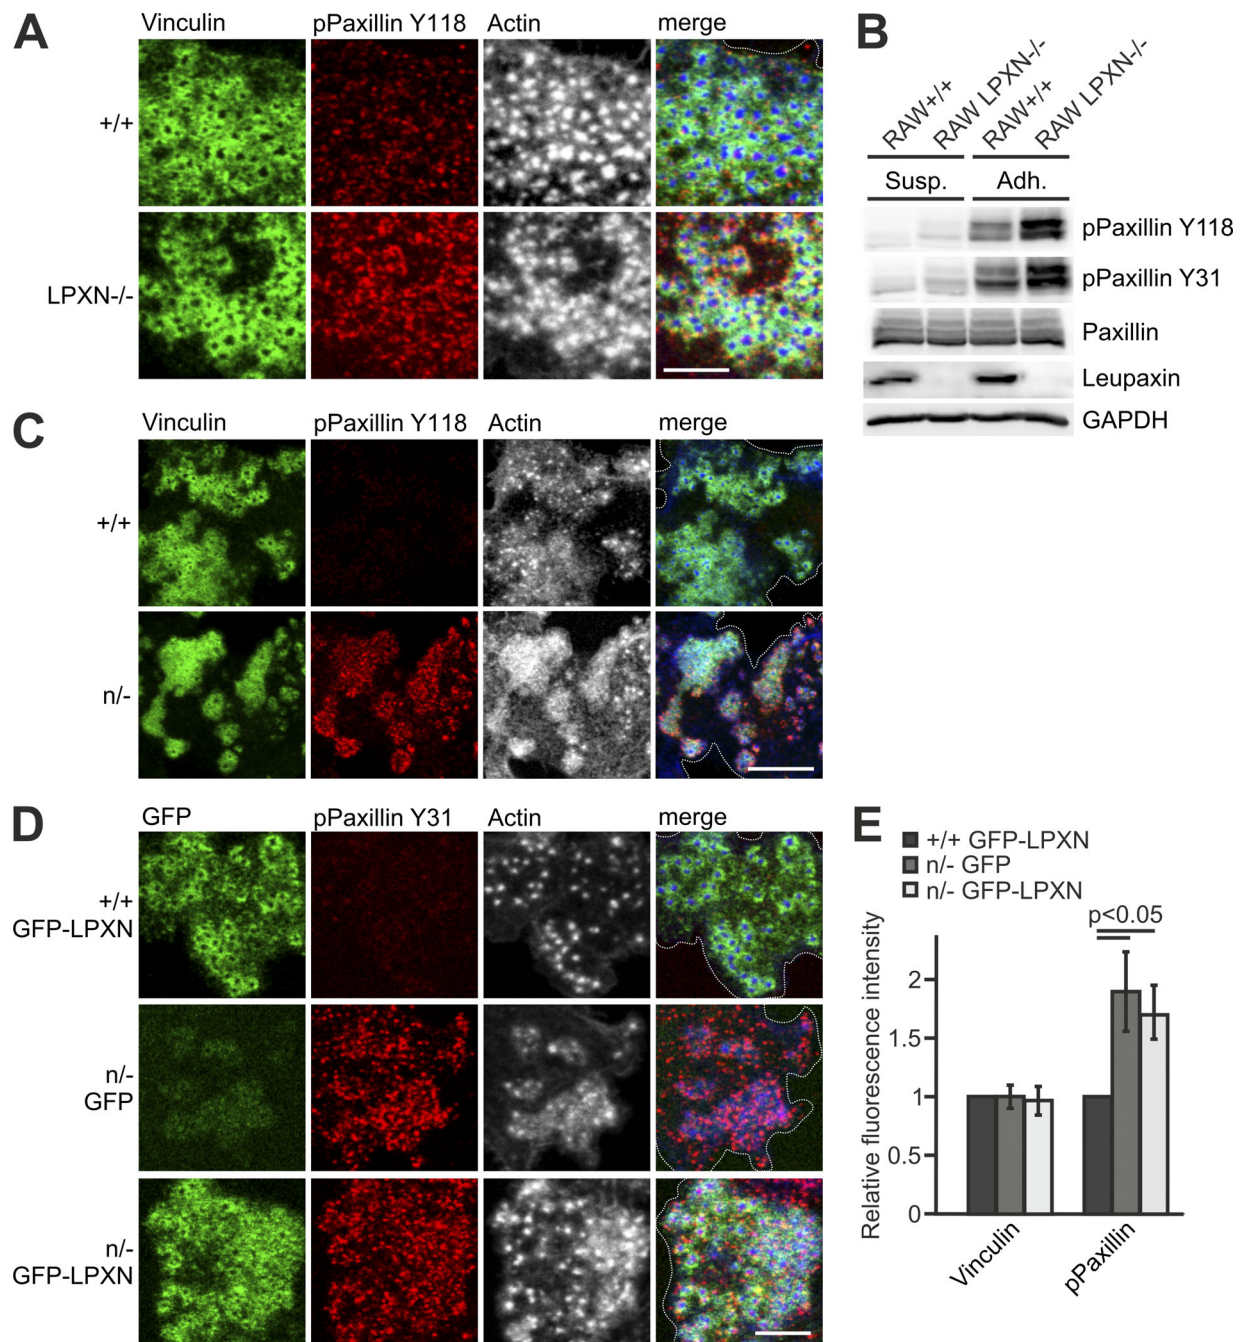 A
Vinculin
pPaxillin Y118
Actin
merge
+/+
LPXN-/-
B
RAW+/+
RAW LPXN-/-
RAW+/+
RAW LPXN-/-
Susp.
Adh.
pPaxillin Y118
pPaxillin Y31
Paxillin
Leupaxin
GAPDH
C
Vinculin
pPaxillin Y118
Actin
merge
+/+
n/-
D
GFP
pPaxillin Y31
Actin
merge
+/+
GFP-LPXN
n/-
GFP
n/-
GFP-LPXN
E
+/+ GFP-LPXN
n/- GFP
n/- GFP-LPXN
p<0.05
Relative fluorescence intensity
2
1.5
1
0.5
0
Vinculin
pPaxillin